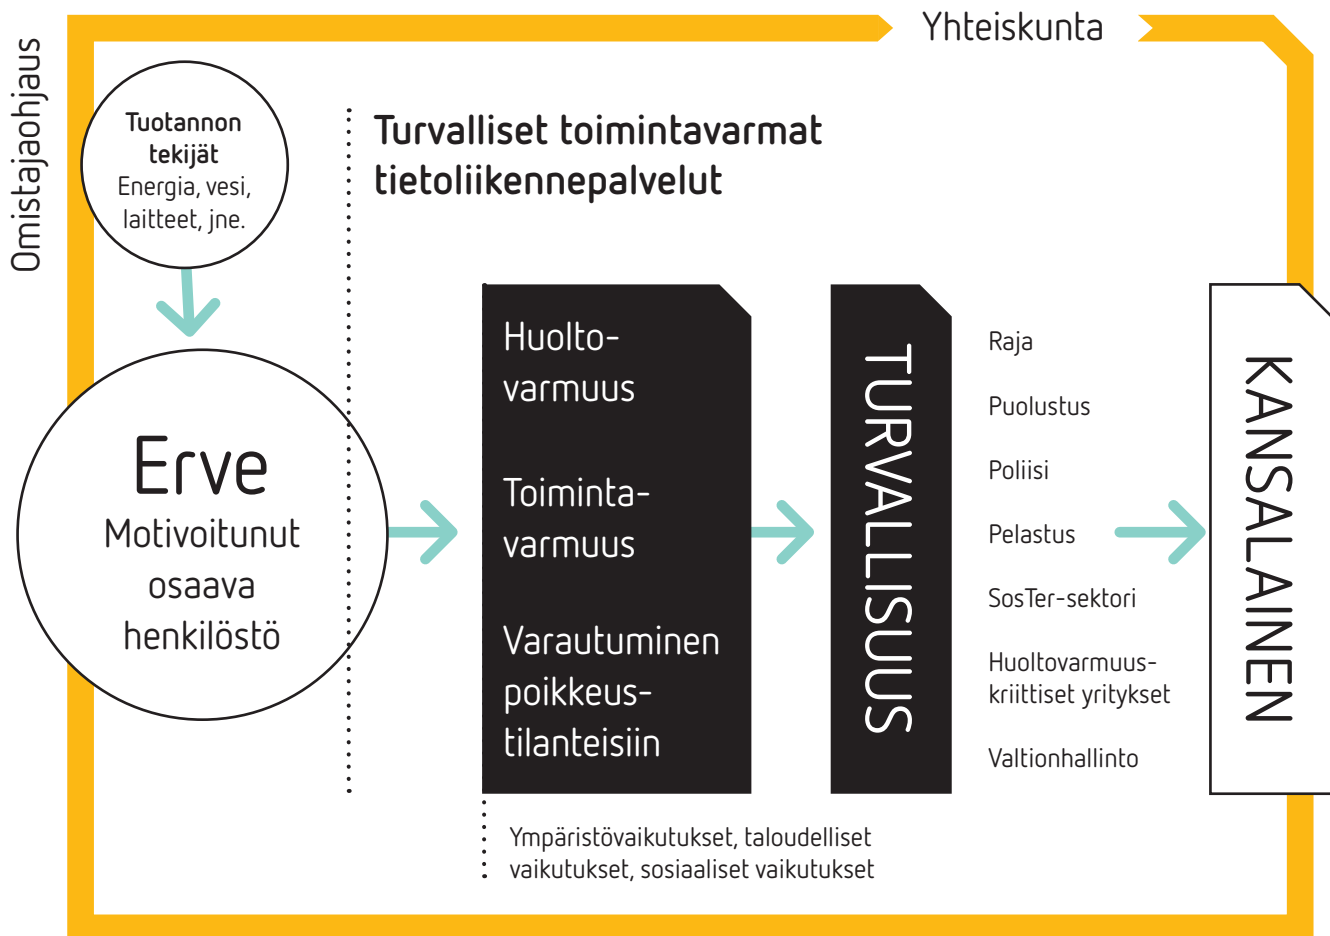 Yhteiskunta
Omistajaohjaus
Tuotannon
tekijät
Energia, vesi,
laitteet, jne.
Turvalliset toimintavarmat
tietoliikennepalvelut
Erve
Motivoitunut
osaava
henkilöstö
Huolto-
varmuus
Toiminta-
varmuus
Varautuminen
poikkeus-
tilanteisiin
TURVALLISUUS
Raja
Puolustus
Poliisi
Pelastus
SosTer-sektori
Huoltovarmuus-
kriittiset yritykset
Valtionhallinto
KANSALAINEN
Ympäristövaikutukset, taloudelliset
vaikutukset, sosiaaliset vaikutukset